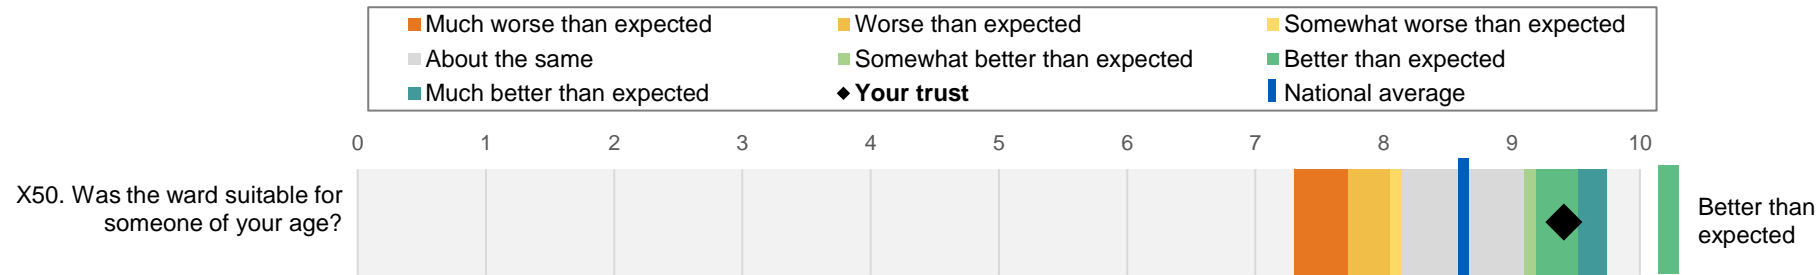 Much worse than expected Worse than expected Somewhat worse than expected
About the same Somewhat better than expected Better than expected
Much better than expected Your trust National average
0 1 2 3 4 5 6 7 8 9 10
X50. Was the ward suitable for
someone of your age?
Better than
expected